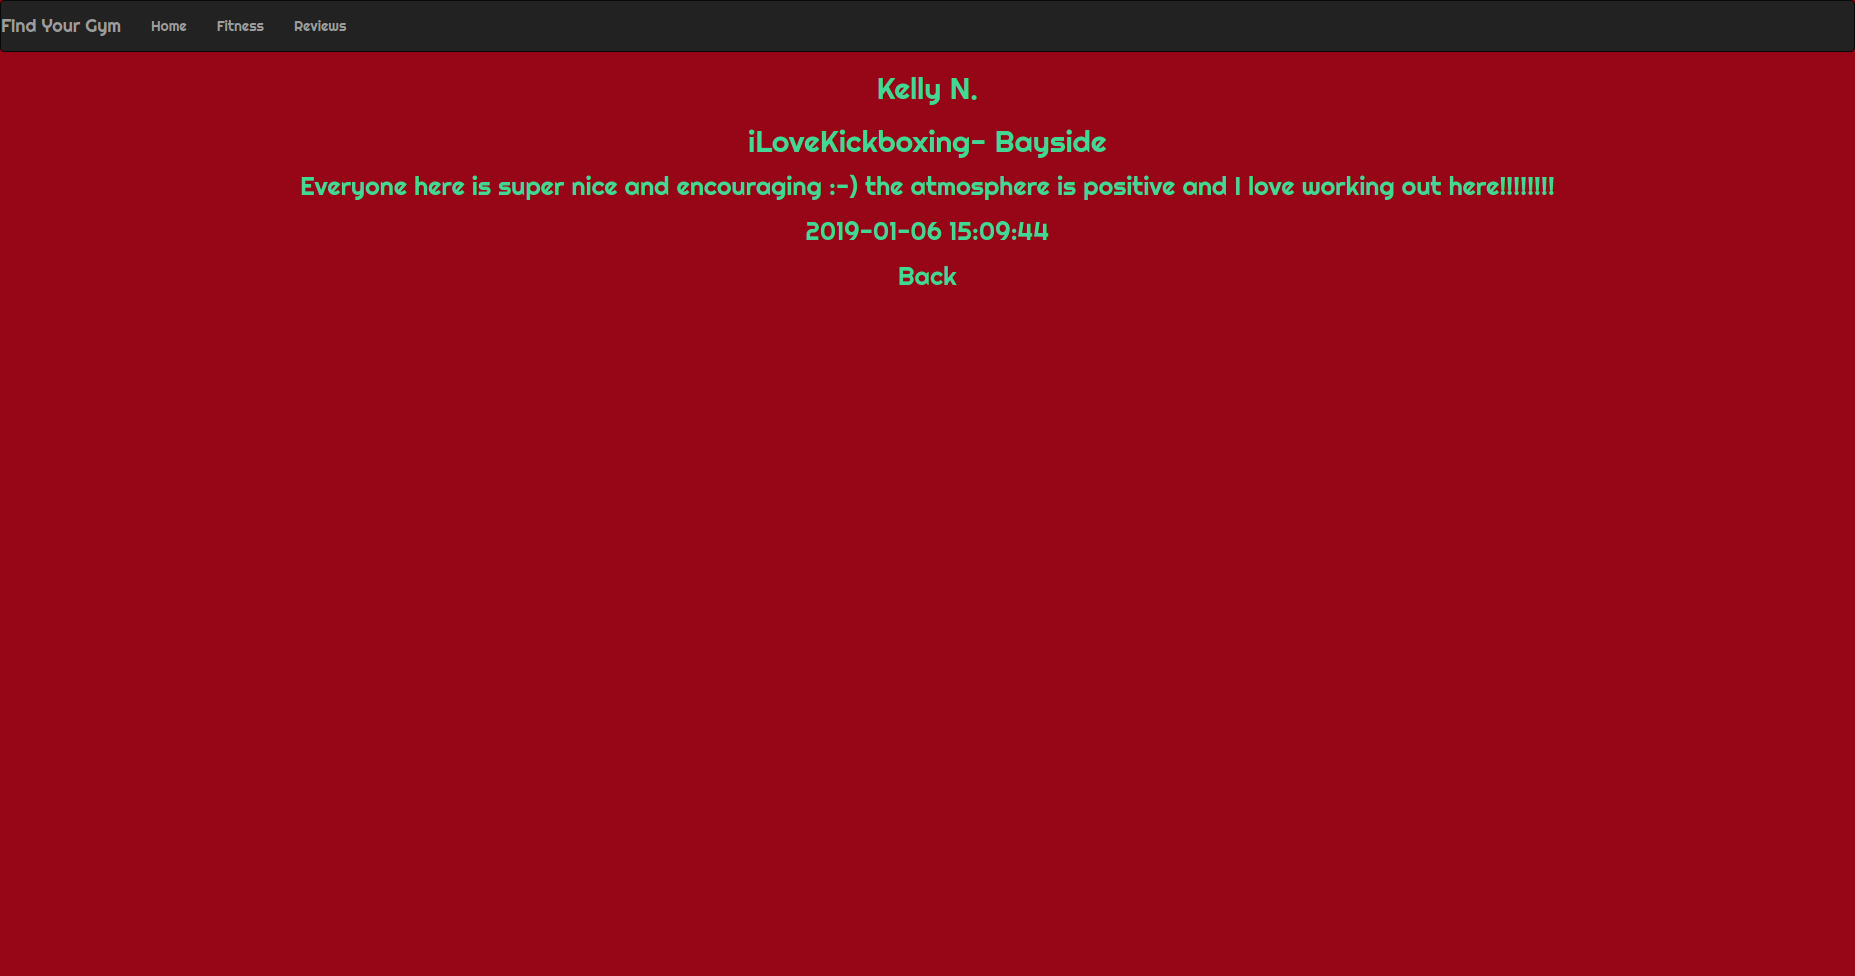 FInd Your Gym Home Fitness Reviews
Kelly N.
iLoveKickboxing- Bayside
Everyone here is super nice and encouraging :-) the atmosphere is positive and I love working out here!!!!!!!!
2019-01-06 15:09:44
Back